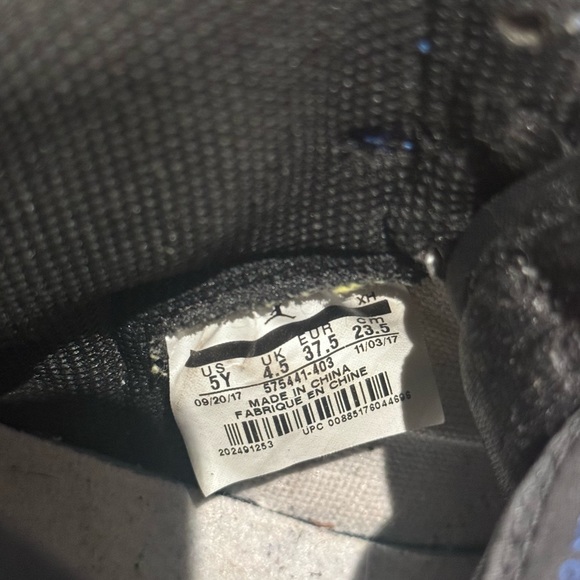 XH
US UK EUR cm
5Y 4.5 37.5 23.5
09/20/17 575441-403 11/03/17
MADE IN CHINA
FABRIQUE EN CHINE
202491253 UPC 00885176044696